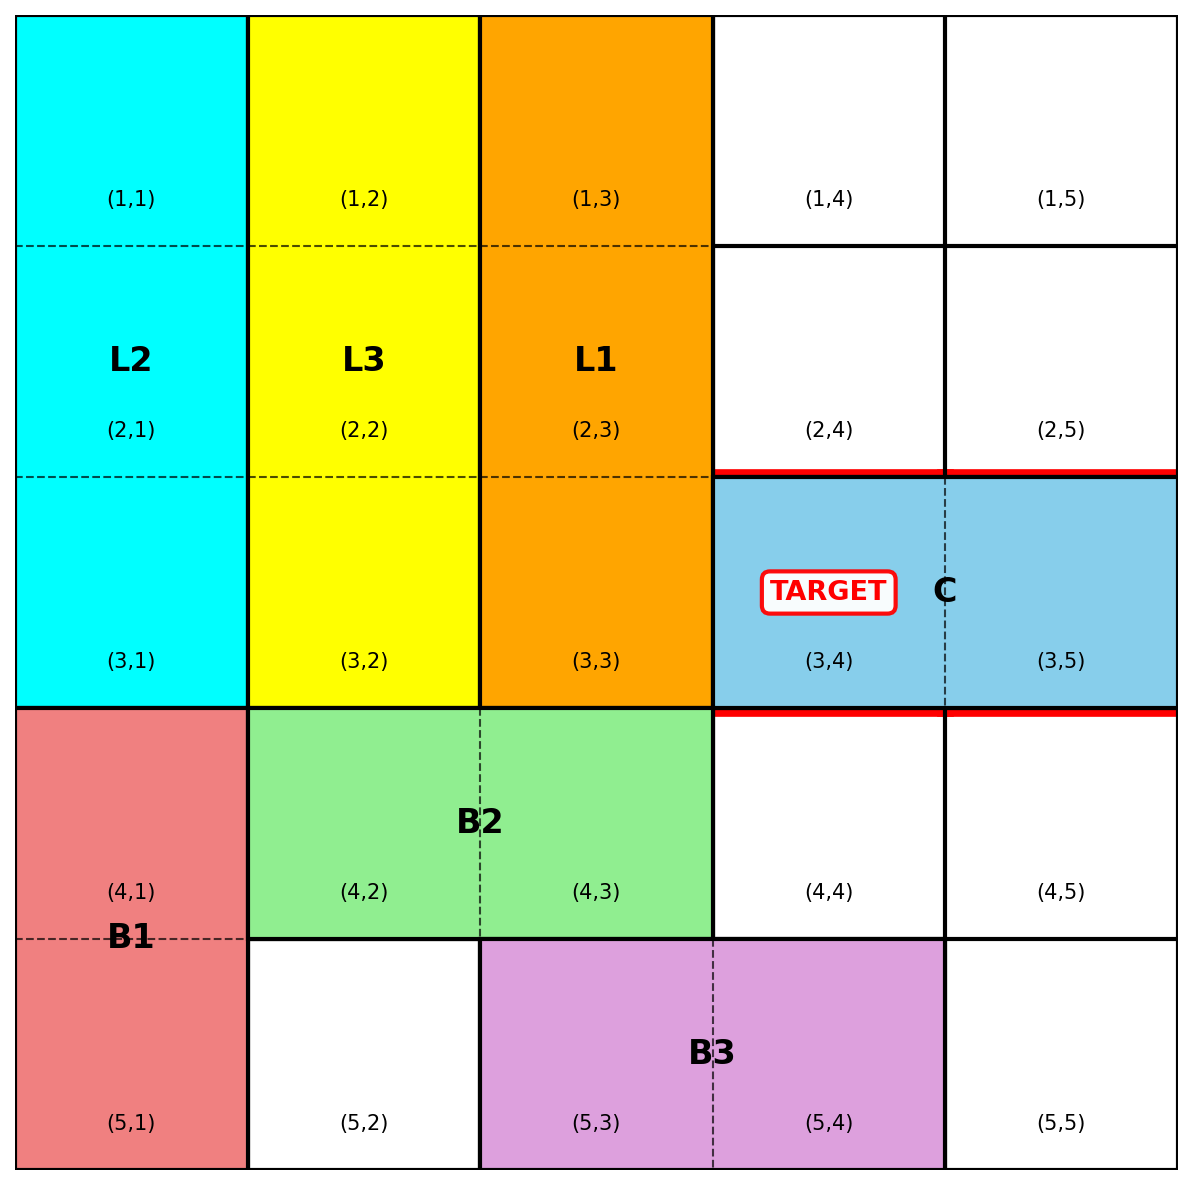 (1,1) (1,2) (1,3) (1,4) (1,5)
L2 L3 L1
(2,1) (2,2) (2,3) (2,4) (2,5)
TARGET C
(3,1) (3,2) (3,3) (3,4) (3,5)
B2
(4,1) (4,2) (4,3) (4,4) (4,5)
B1
B3
(5,1) (5,2) (5,3) (5,4) (5,5)